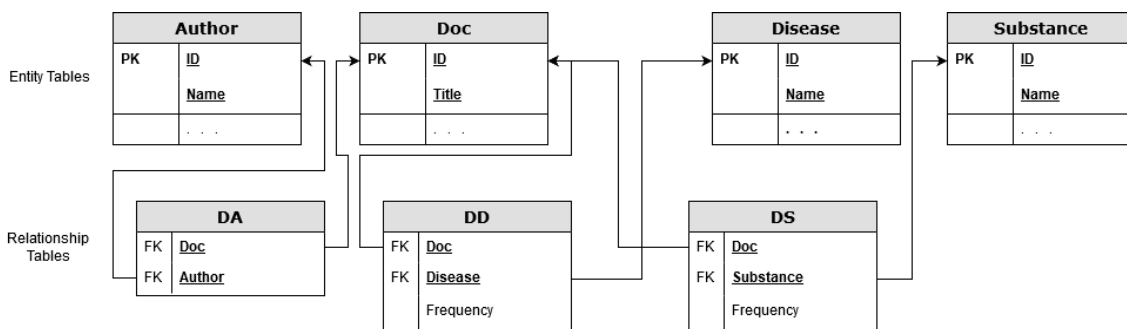 Author
Doc
Disease
Substance
Entity Tables
PK ID
Name
. . .
PK ID
Title
. . .
PK ID
Name
. . .
PK ID
Name
. . .
Relationship
Tables
DA
FK Doc
FK Author
DD
FK Doc
FK Disease
Frequency
DS
FK Doc
FK Substance
Frequency